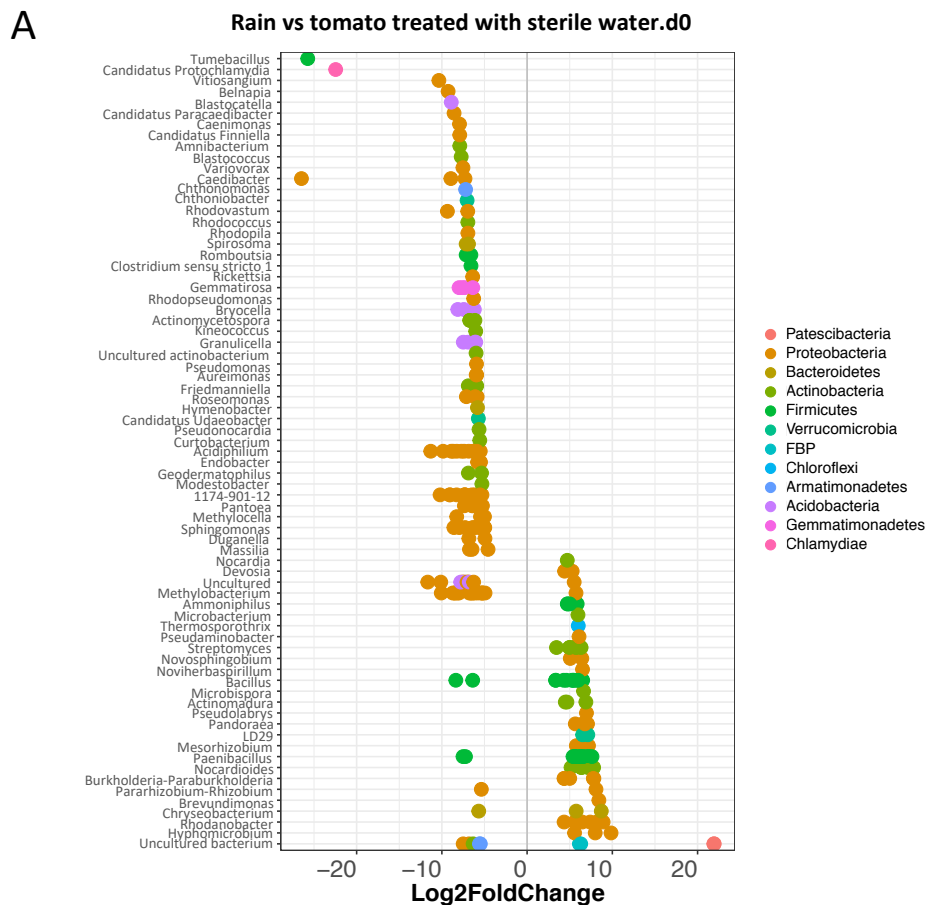 A
Rain vs tomato treated with sterile water.d0
Tumebacillus
Candidatus Protochlamydia
Vitiosangium
Belnapia
Blastocatella
Candidatus Paracaedibacter
Caenimonas
Candidatus Finniella
Amnibacterium
Blastococcus
Variovorax
Caedibacter
Chthonomonas
Chthoniobacter
Rhodovastum
Rhodococcus
Rhodopila
Spirosoma
Romboutsia
Clostridium sensu stricto 1
Rickettsia
Gemmatirosa
Rhodopseudomonas
Bryocella
Actinomycetospora
Kineococcus
Granulicella
Uncultured actinobacterium
Pseudomonas
Aureimonas
Friedmanniella
Roseomonas
Hymenobacter
Candidatus Udaeobacter
Pseudonocardia
Curtobacterium
Acidiphilium
Endobacter
Geodermatophilus
Modestobacter
1174-901-12
Pantoea
Methylocella
Sphingomonas
Duganella
Massilia
Nocardia
Devosia
Uncultured
Methylobacterium
Ammoniphilus
Microbacterium
Thermosporothrix
Pseudaminobacter
Streptomyces
Novosphingobium
Noviherbaspirillum
Bacillus
Microbispora
Actinomadura
Pseudolabrys
Pandoraea
LD29
Mesorhizobium
Paenibacillus
Nocardioides
Burkholderia-Paraburkholderia
Pararhizobium-Rhizobium
Brevundimonas
Chryseobacterium
Rhodanobacter
Hyphomicrobium
Uncultured bacterium
−20 −10 0 10 20
Log2FoldChange
Patescibacteria
Proteobacteria
Bacteroidetes
Actinobacteria
Firmicutes
Verrucomicrobia
FBP
Chloroflexi
Armatimonadetes
Acidobacteria
Gemmatimonadetes
Chlamydiae